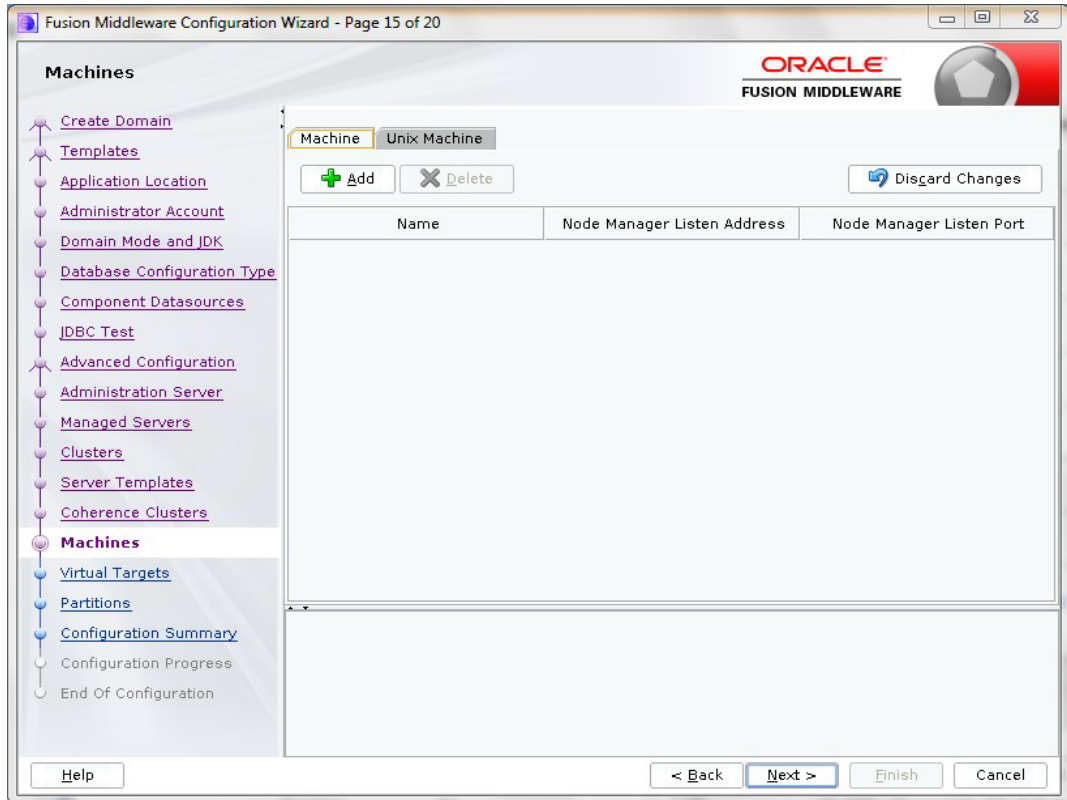 Fusion Middleware Configuration Wizard - Page 15 of 20
Machines
ORACLE
FUSION MIDDLEWARE
Create Domain
Templates
Application Location
Administrator Account
Domain Mode and JDK
Database Configuration Type
Component Datasources
JDBC Test
Advanced Configuration
Administration Server
Managed Servers
Clusters
Server Templates
Coherence Clusters
Machines
Virtual Targets
Partitions
Configuration Summary
Configuration Progress
End Of Configuration
Machine Unix Machine
Add Delete Discard Changes
Name Node Manager Listen Address Node Manager Listen Port
Help < Back Next > Finish Cancel